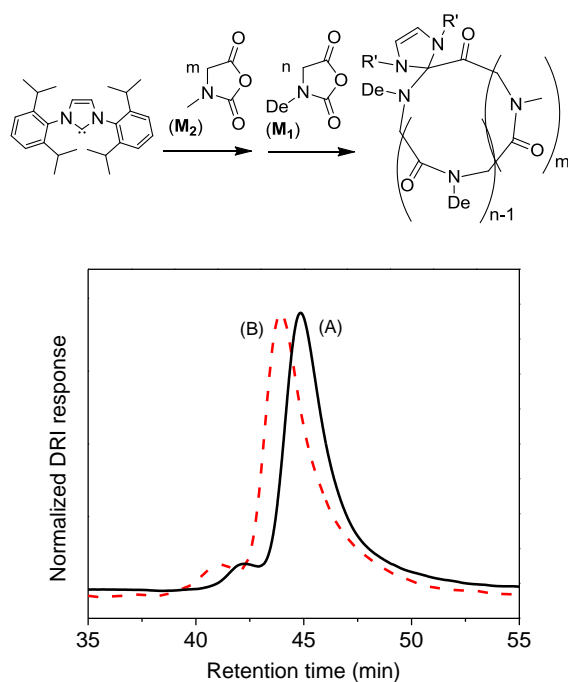 O
m
O
N
O
(M₂)
O
n
O
N
O
De
(M₁)
N
N
··
R'
N
O
R'
N
De
N
N
O
N
O
De
n-1
m
(B)
(A)
Normalized DRI response
35
40
45
50
55
Retention time (min)